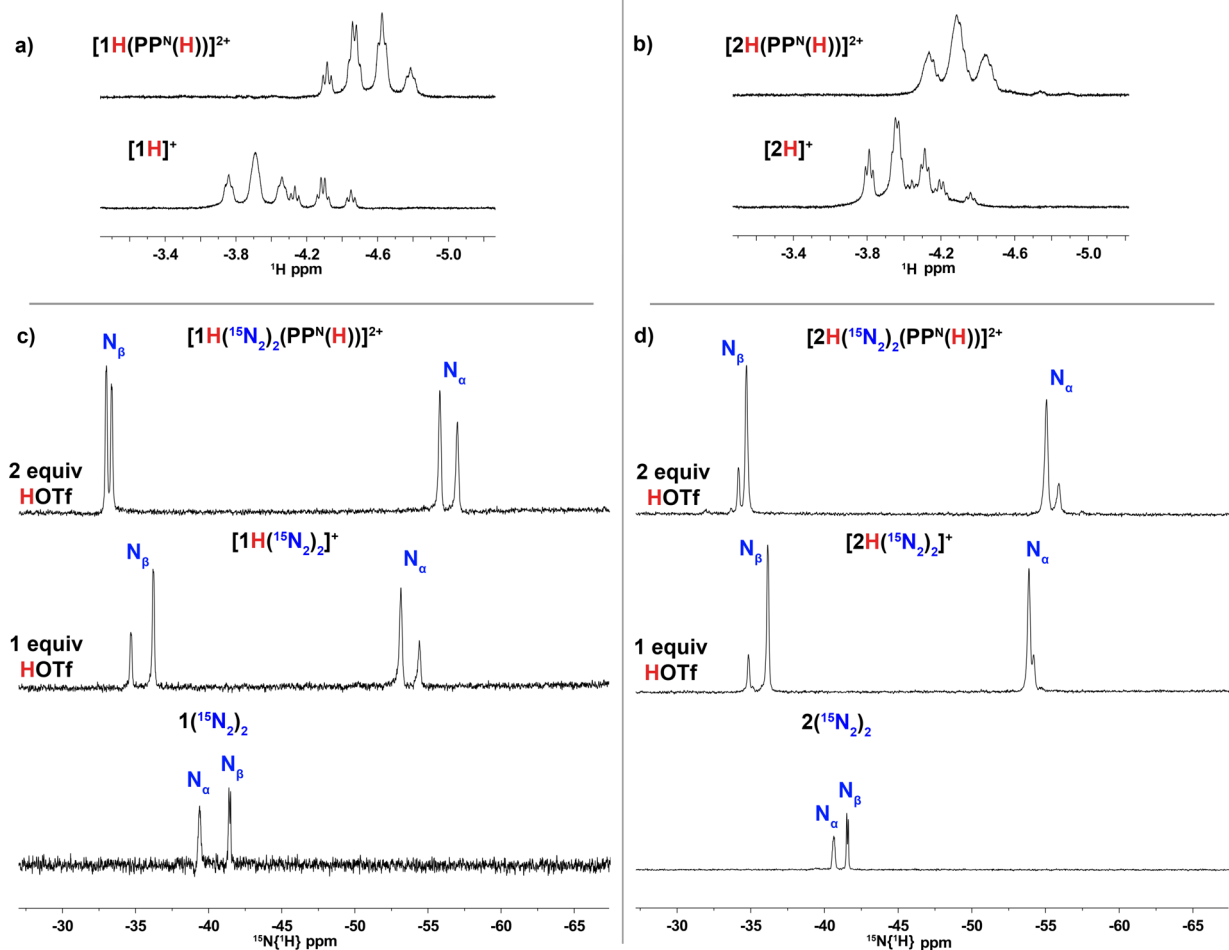 a)
[1H(PPᴺ(H))]²⁺
[1H]⁺
-3.4 -3.8 -4.2 -4.6 -5.0
¹H ppm
b)
[2H(PPᴺ(H))]²⁺
[2H]⁺
-3.4 -3.8 -4.2 -4.6 -5.0
¹H ppm
c)
[1H(¹⁵N₂)₂(PPᴺ(H))]²⁺
Nβ
Nα
2 equiv
HOTf
[1H(¹⁵N₂)₂]⁺
Nβ
Nα
1 equiv
HOTf
1(¹⁵N₂)₂
Nα
Nβ
-30 -35 -40 -45 -50 -55 -60 -65
¹⁵N{¹H} ppm
d)
[2H(¹⁵N₂)₂(PPᴺ(H))]²⁺
Nβ
Nα
2 equiv
HOTf
[2H(¹⁵N₂)₂]⁺
Nβ
Nα
1 equiv
HOTf
2(¹⁵N₂)₂
Nα
Nβ
-30 -35 -40 -45 -50 -55 -60 -65
¹⁵N{¹H} ppm